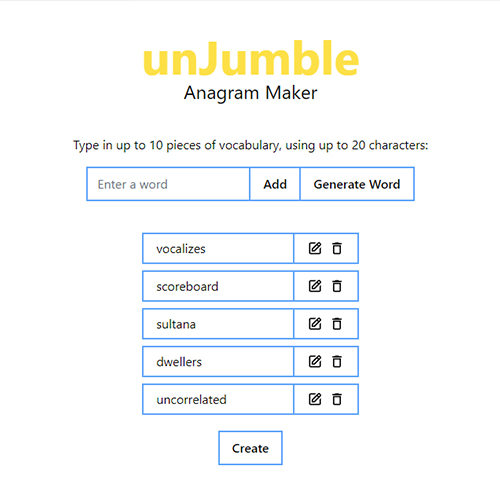 unJumble
Anagram Maker
Type in up to 10 pieces of vocabulary, using up to 20 characters:
Enter a word Add Generate Word
vocalizes
scoreboard
sultana
dwellers
uncorrelated
Create